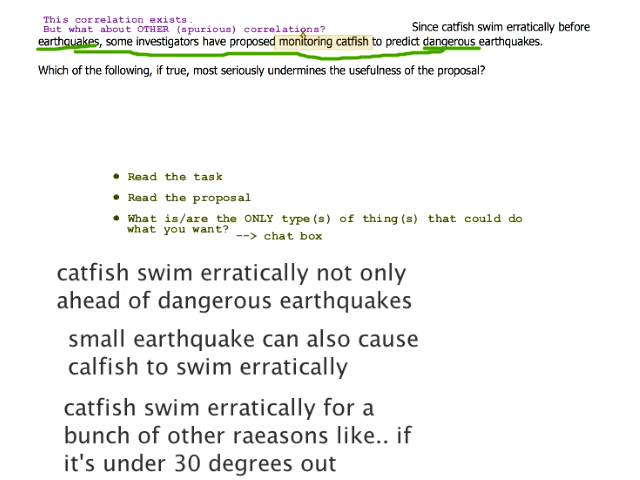 This correlation exists.
But what about OTHER (spurious) correlations?
Since catfish swim erratically before
earthquakes, some investigators have proposed monitoring catfish to predict dangerous earthquakes.
Which of the following, if true, most seriously undermines the usefulness of the proposal?
• Read the task
• Read the proposal
• What is/are the ONLY type(s) of thing(s) that could do
what you want?
--> chat box
catfish swim erratically not only
ahead of dangerous earthquakes
small earthquake can also cause
calfish to swim erratically
catfish swim erratically for a
bunch of other raeasons like.. if
it's under 30 degrees out